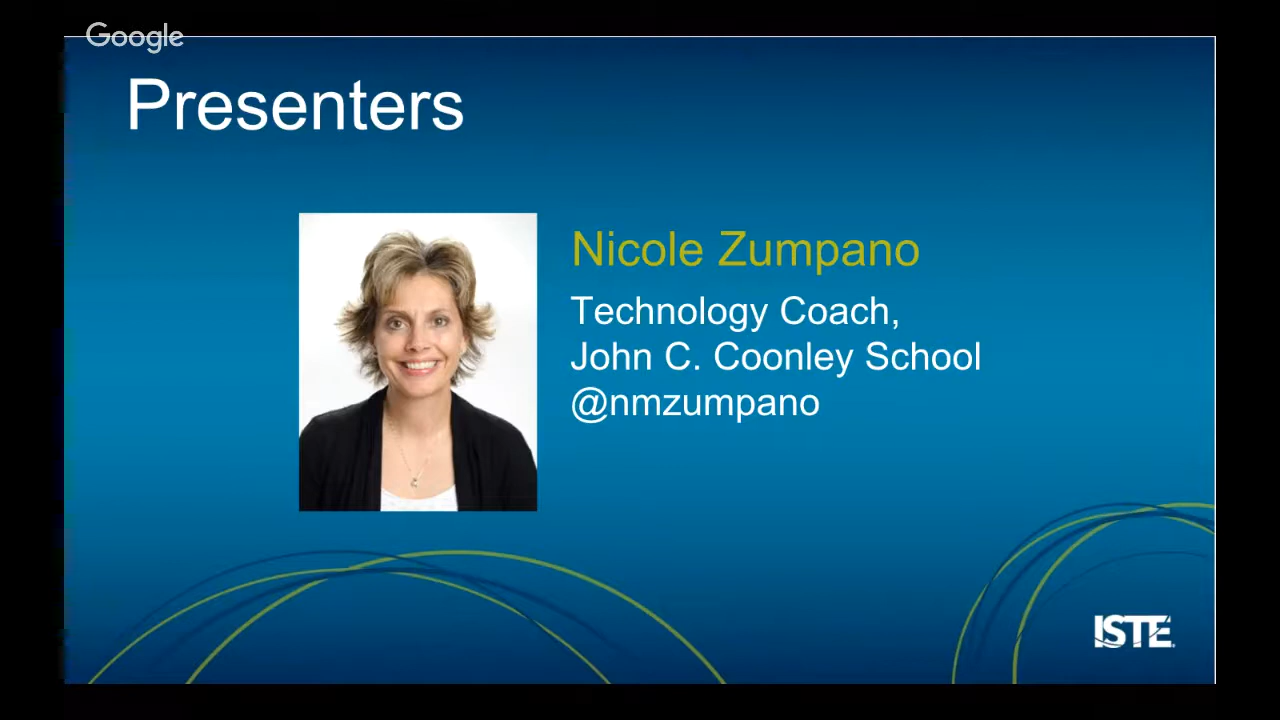 Google
Presenters
Nicole Zumpano
Technology Coach,
John C. Coonley School
@nmzumpano
ISTE